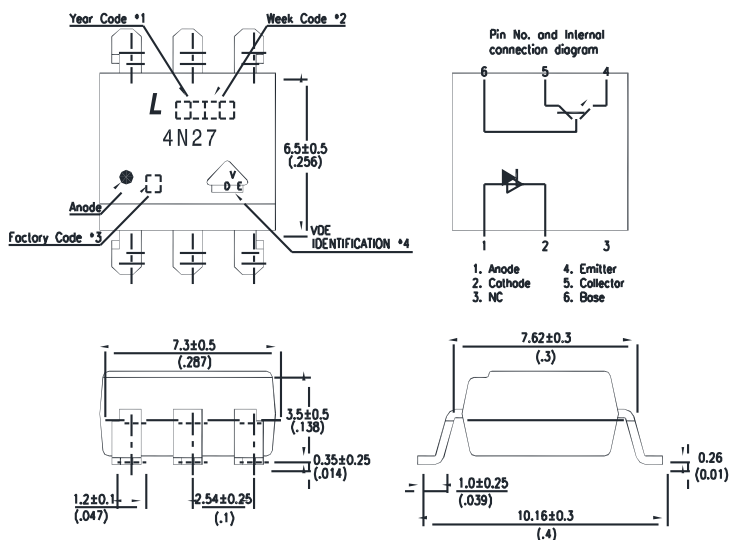 Year Code *1
Week Code *2
L
4N27
V
D E
6.5±0.5
(.256)
Anode
Factory Code *3
VDE
IDENTIFICATION *4
Pin No. and Internal
connection diagram
6 5 4
1 2 3
1. Anode
2. Cathode
3. NC
4. Emitter
5. Collector
6. Base
7.3±0.5
(.287)
3.5±0.5
(.138)
0.35±0.25
(.014)
1.2±0.1
(.047)
2.54±0.25
(.1)
7.62±0.3
(.3)
0.26
(0.01)
1.0±0.25
(.039)
10.16±0.3
(.4)